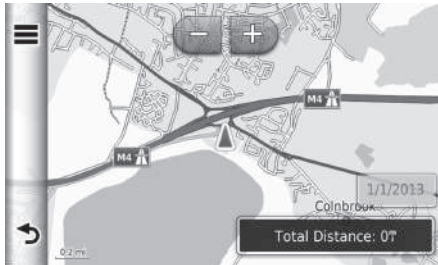 M4
M4
1/1/2013
Colnbrook
Total Distance: 0ft
0.2 mi